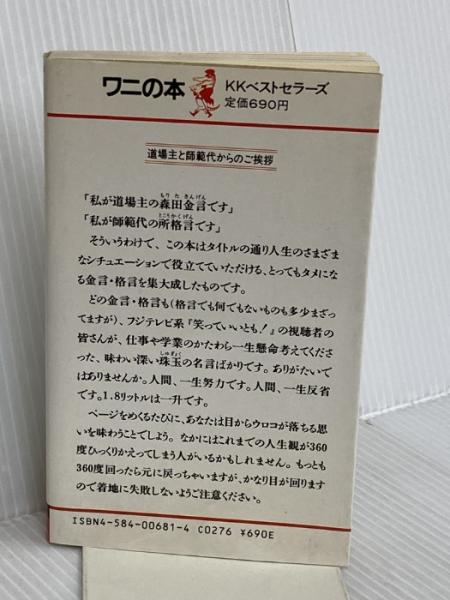 ワニの本
KKベストセラーズ
定価690円
道場主と師範代からのご挨拶
「私が道場主の森田金言です」
「私が師範代の所格言です」
そういうわけで、この本はタイトルの通り人生のさまざま
なシチュエーションで役立てていただける、とってもタメにな
る金言・格言を集大成したものです。
どの金言・格言も(格言でも何でもないものも多少まざっ
てますが)、フジテレビ系『笑っていいとも!』の視聴者の
皆さんが、仕事や学業のかたわら一生懸命考えてくださ
った、味わい深い珠玉の名言ばかりです。ありがたいで
はありませんか。人間、一生努力です。人間、一生反省
です。1.8リットルは一升です。
ページをめくるたびに、あなたは目からウロコが落ちる思
いを味わうことでしょう。なかにはこれまでの人生観が360
度ひっくりかえってしまう人がいるかもしれません。もっとも
360度回ったら元に戻っちゃいますが、かなり目が回ります
ので着地に失敗しないようご注意ください。
ISBN4-584-00681-4 C0276 ¥690E